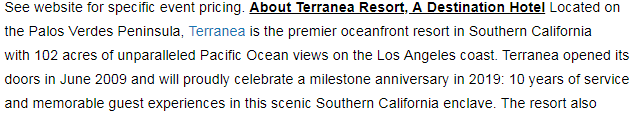 See website for specific event pricing. About Terranea Resort, A Destination Hotel Located on
the Palos Verdes Peninsula, Terranea is the premier oceanfront resort in Southern California
with 102 acres of unparalleled Pacific Ocean views on the Los Angeles coast. Terranea opened its
doors in June 2009 and will proudly celebrate a milestone anniversary in 2019: 10 years of service
and memorable guest experiences in this scenic Southern California enclave. The resort also